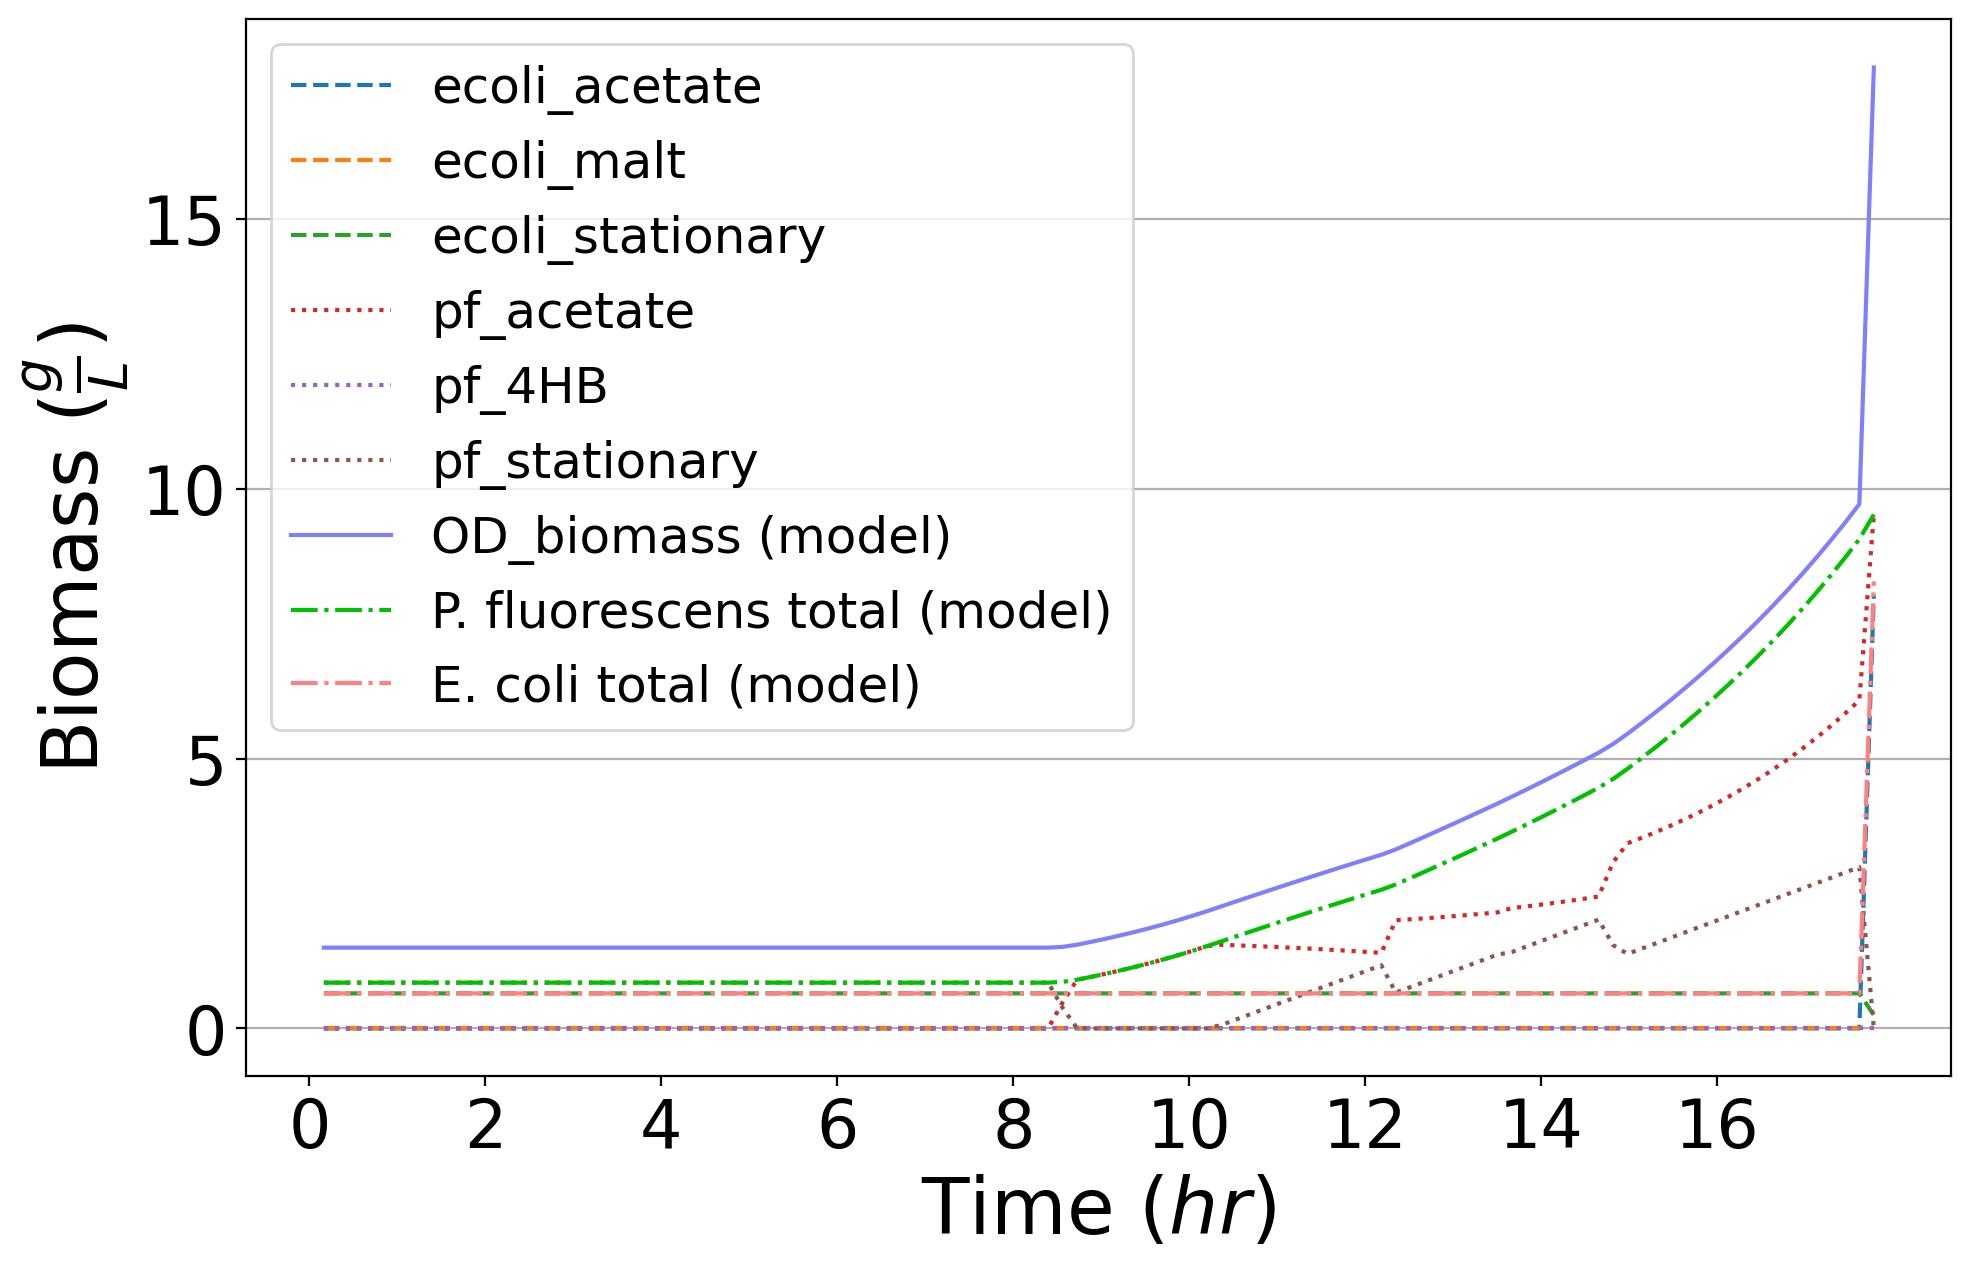 ecoli_acetate
ecoli_malt
ecoli_stationary
pf_acetate
pf_4HB
pf_stationary
OD_biomass (model)
P. fluorescens total (model)
E. coli total (model)
Biomass (g/L)
15
10
5
0
0 2 4 6 8 10 12 14 16
Time (hr)